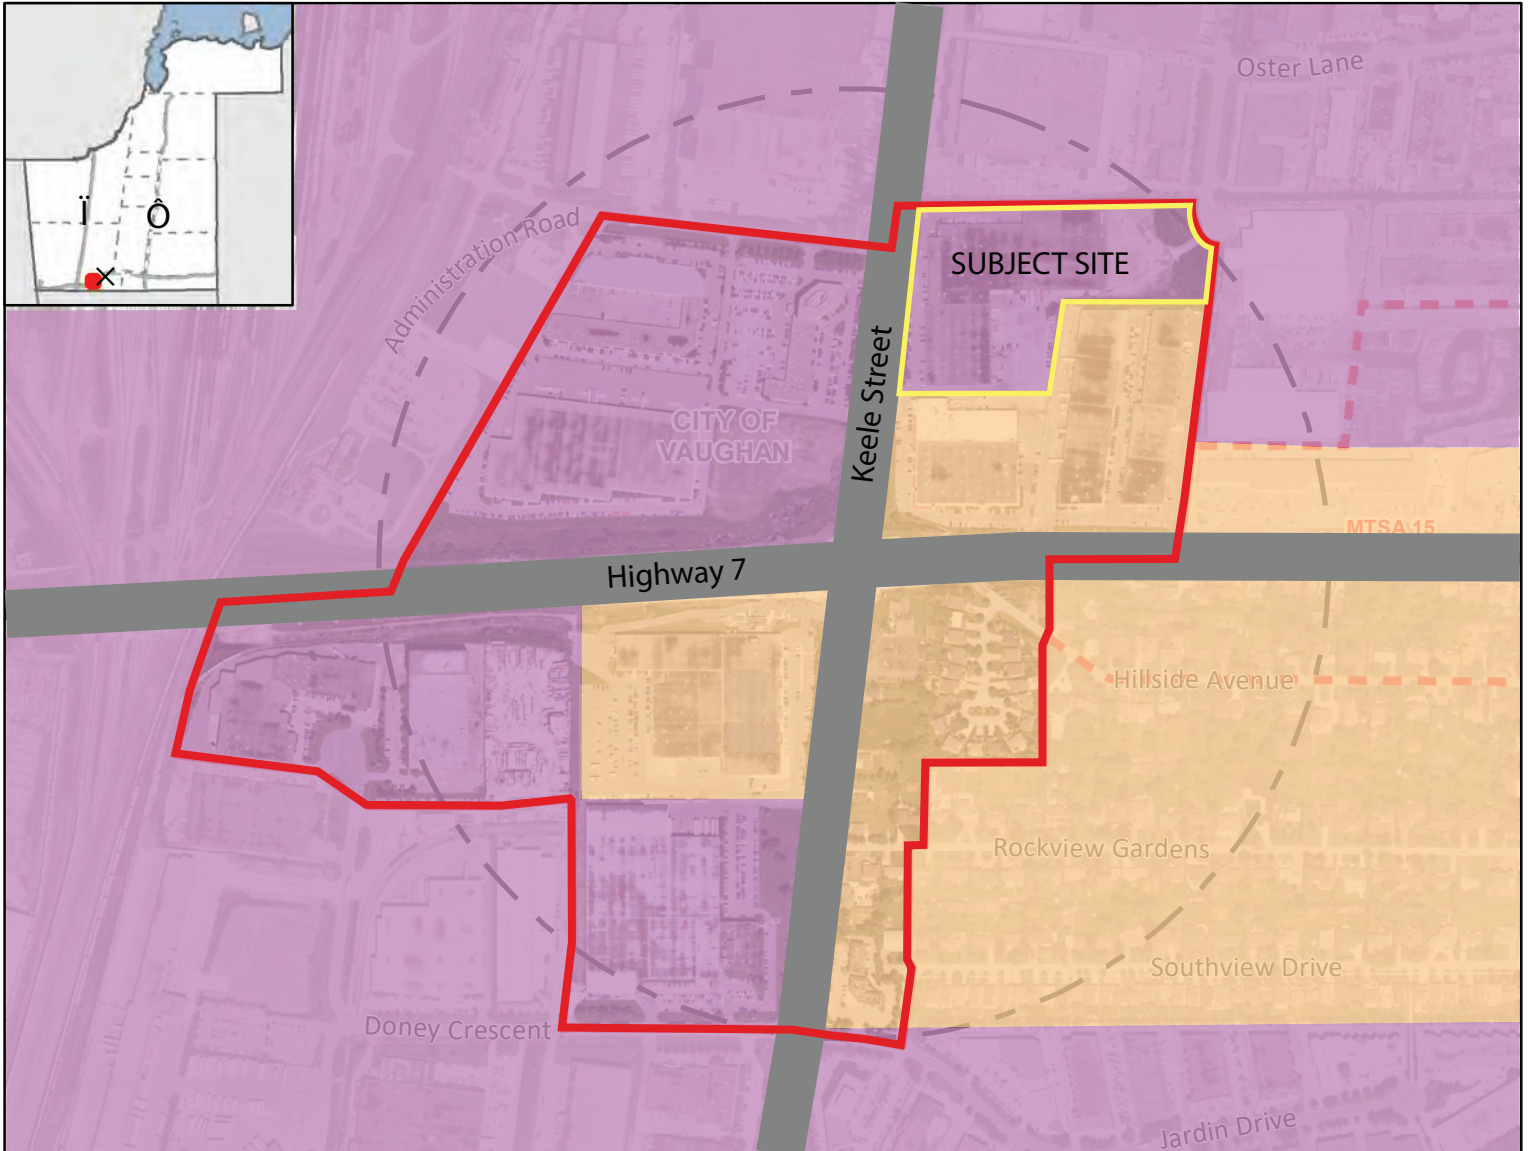 Oster Lane
Ï
Ô
Administration Road
SUBJECT SITE
Keele Street
CITY OF
VAUGHAN
MTSA 15
Highway 7
Hillside Avenue
Rockview Gardens
Southview Drive
Doney Crescent
Jardin Drive